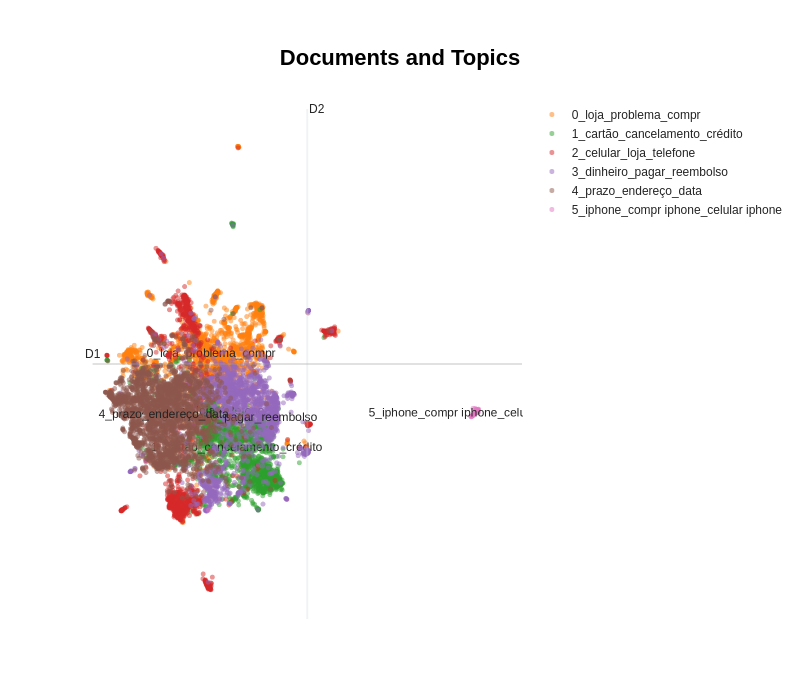 Documents and Topics
D2
0_loja_problema_compr
1_cartão_cancelamento_crédito
2_celular_loja_telefone
3_dinheiro_pagar_reembolso
4_prazo_endereço_data
5_iphone_compr iphone_celular iphone
D1
0_loja_problema_compr
4_prazo_endereço_data
pagar_reembolso
5_iphone_compr iphone_celu
crédito